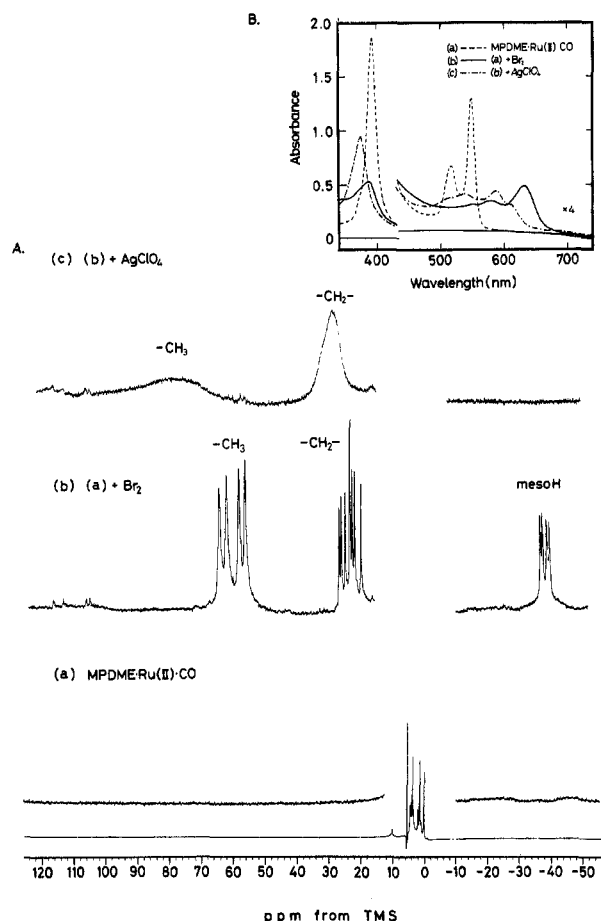 B.
2.0
1.5
1.0
0.5
0
Absorbance
(a) ----- MPDME·Ru(II) CO
(b) —— (a) + Br₂
(c) -·-·- (b) + AgClO₄
×4
400 500 600 700
Wavelength(nm)
A.
(c) (b) + AgClO₄
-CH₃
-CH₂-
-CH₃
-CH₂-
(b) (a) + Br₂
mesoH
(a) MPDME·Ru(II)·CO
120 110 100 90 80 70 60 50 40 30 20 10 0 -10 -20 -30 -40 -50
ppm from TMS